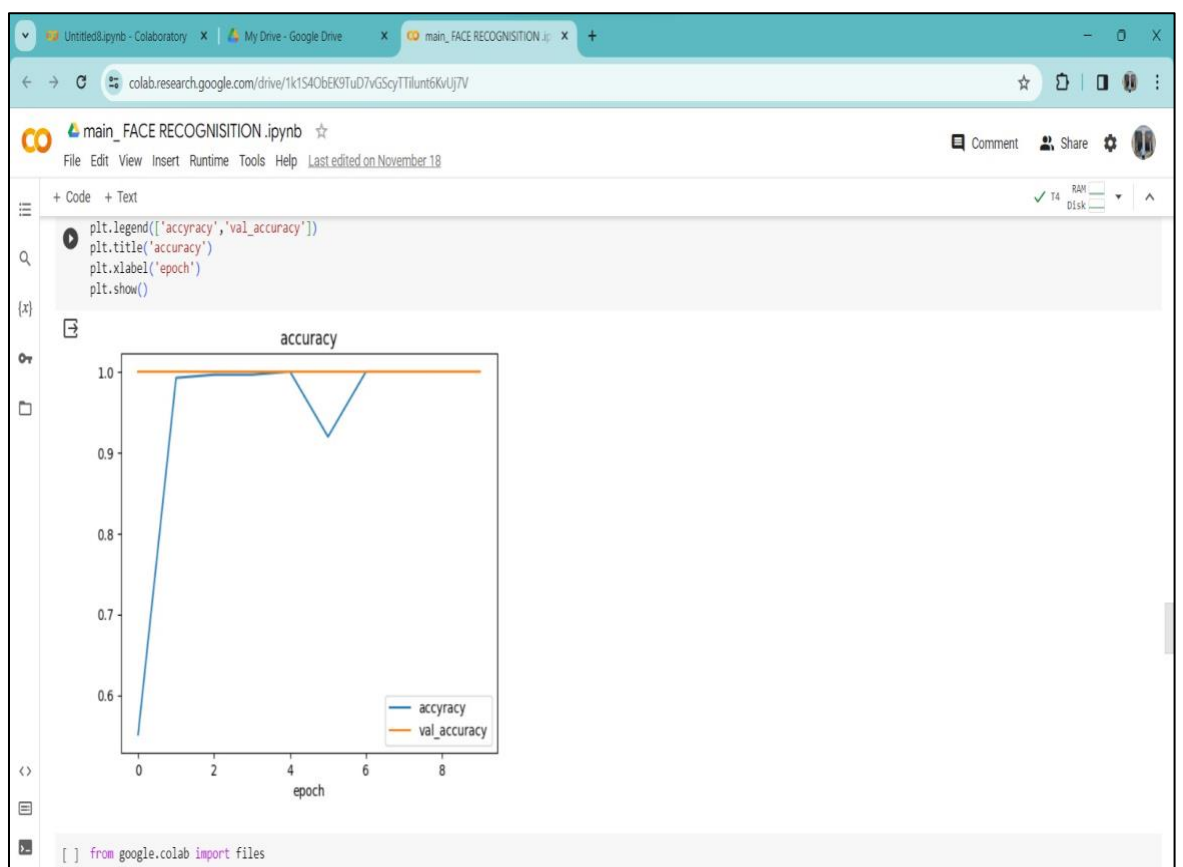 Untitled8.ipynb - Colaboratory X My Drive - Google Drive X main_ FACE RECOGNISITION .ip X +
colab.research.google.com/drive/1k1S4ObEK9TuD7vGScyTTilunt6KvUj7V
CO main_ FACE RECOGNISITION .ipynb
File Edit View Insert Runtime Tools Help Last edited on November 18
Comment Share
+ Code + Text
T4 RAM
Disk
plt.legend(['accyracy','val_accuracy'])
plt.title('accuracy')
plt.xlabel('epoch')
plt.show()
{x}
accuracy
1.0
0.9
0.8
0.7
0.6
accyracy
val_accuracy
0 2 4 6 8
epoch
[ ] from google.colab import files